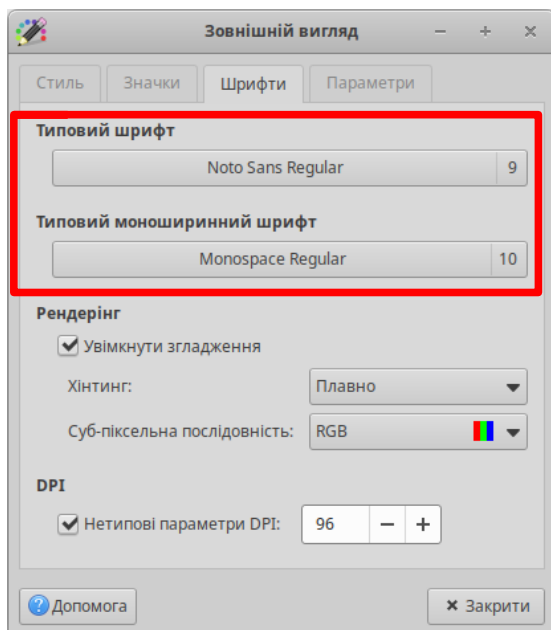 Зовнішній вигляд
Стиль Значки Шрифти Параметри
Типовий шрифт
Noto Sans Regular 9
Типовий моноширинний шрифт
Monospace Regular 10
Рендерінг
Увімкнути згладження
Хінтинг: Плавно
Суб-піксельна послідовність: RGB
DPI
Нетипові параметри DPI: 96 − +
Допомога Закрити